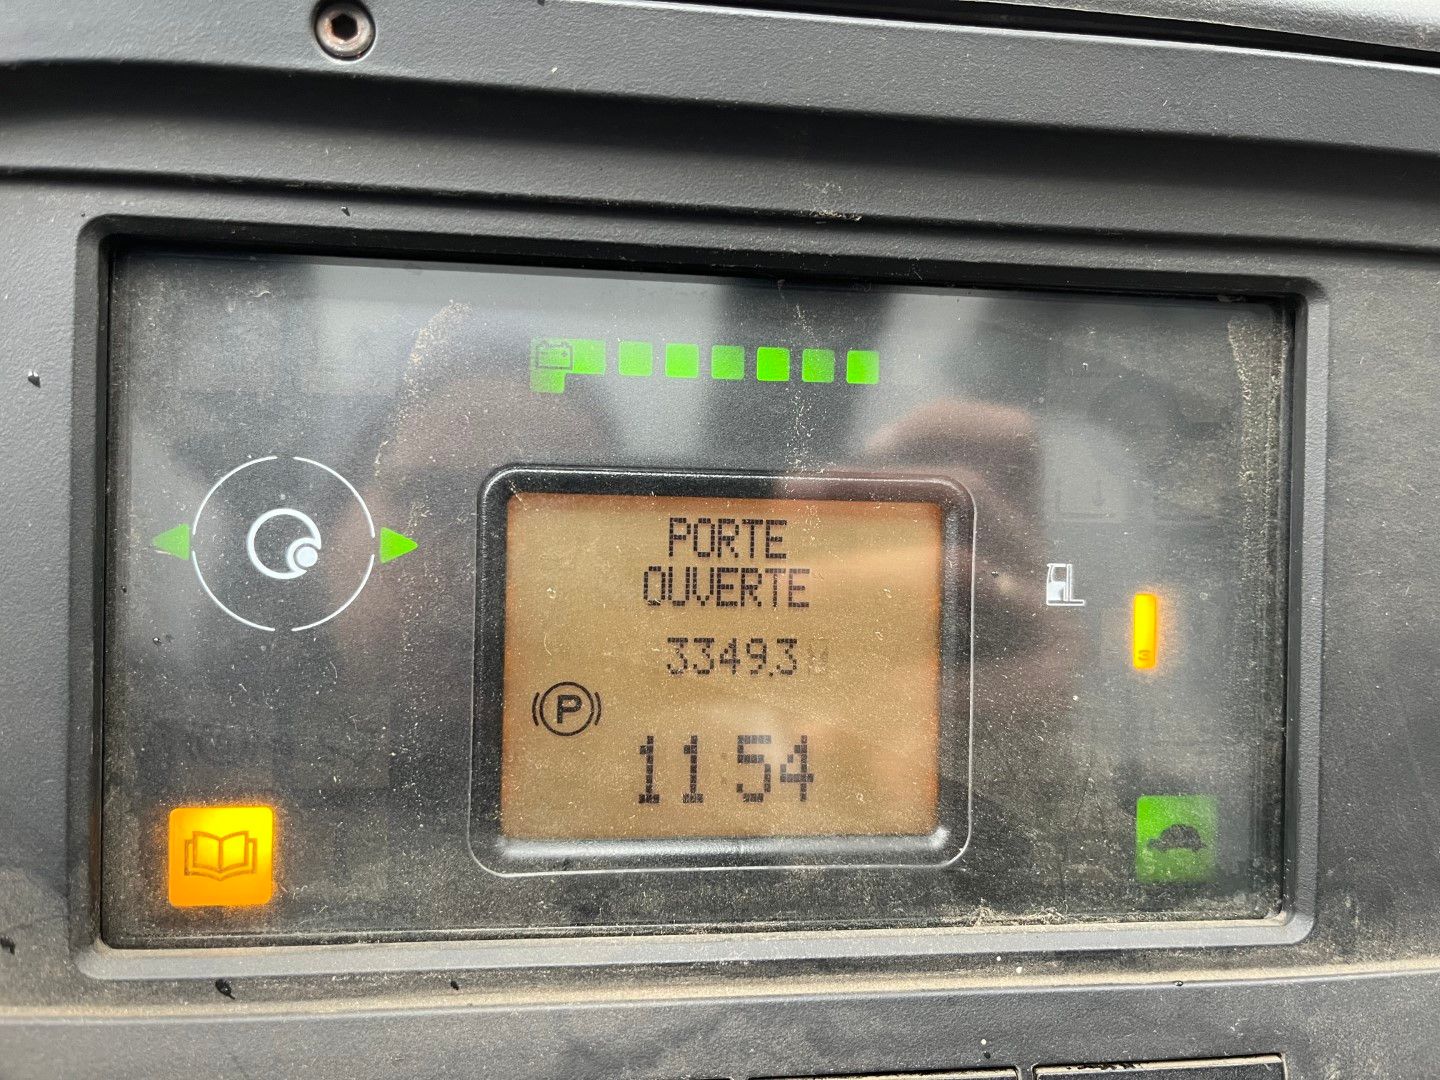 PORTE
OUVERTE
3349.3
P
11:54
S